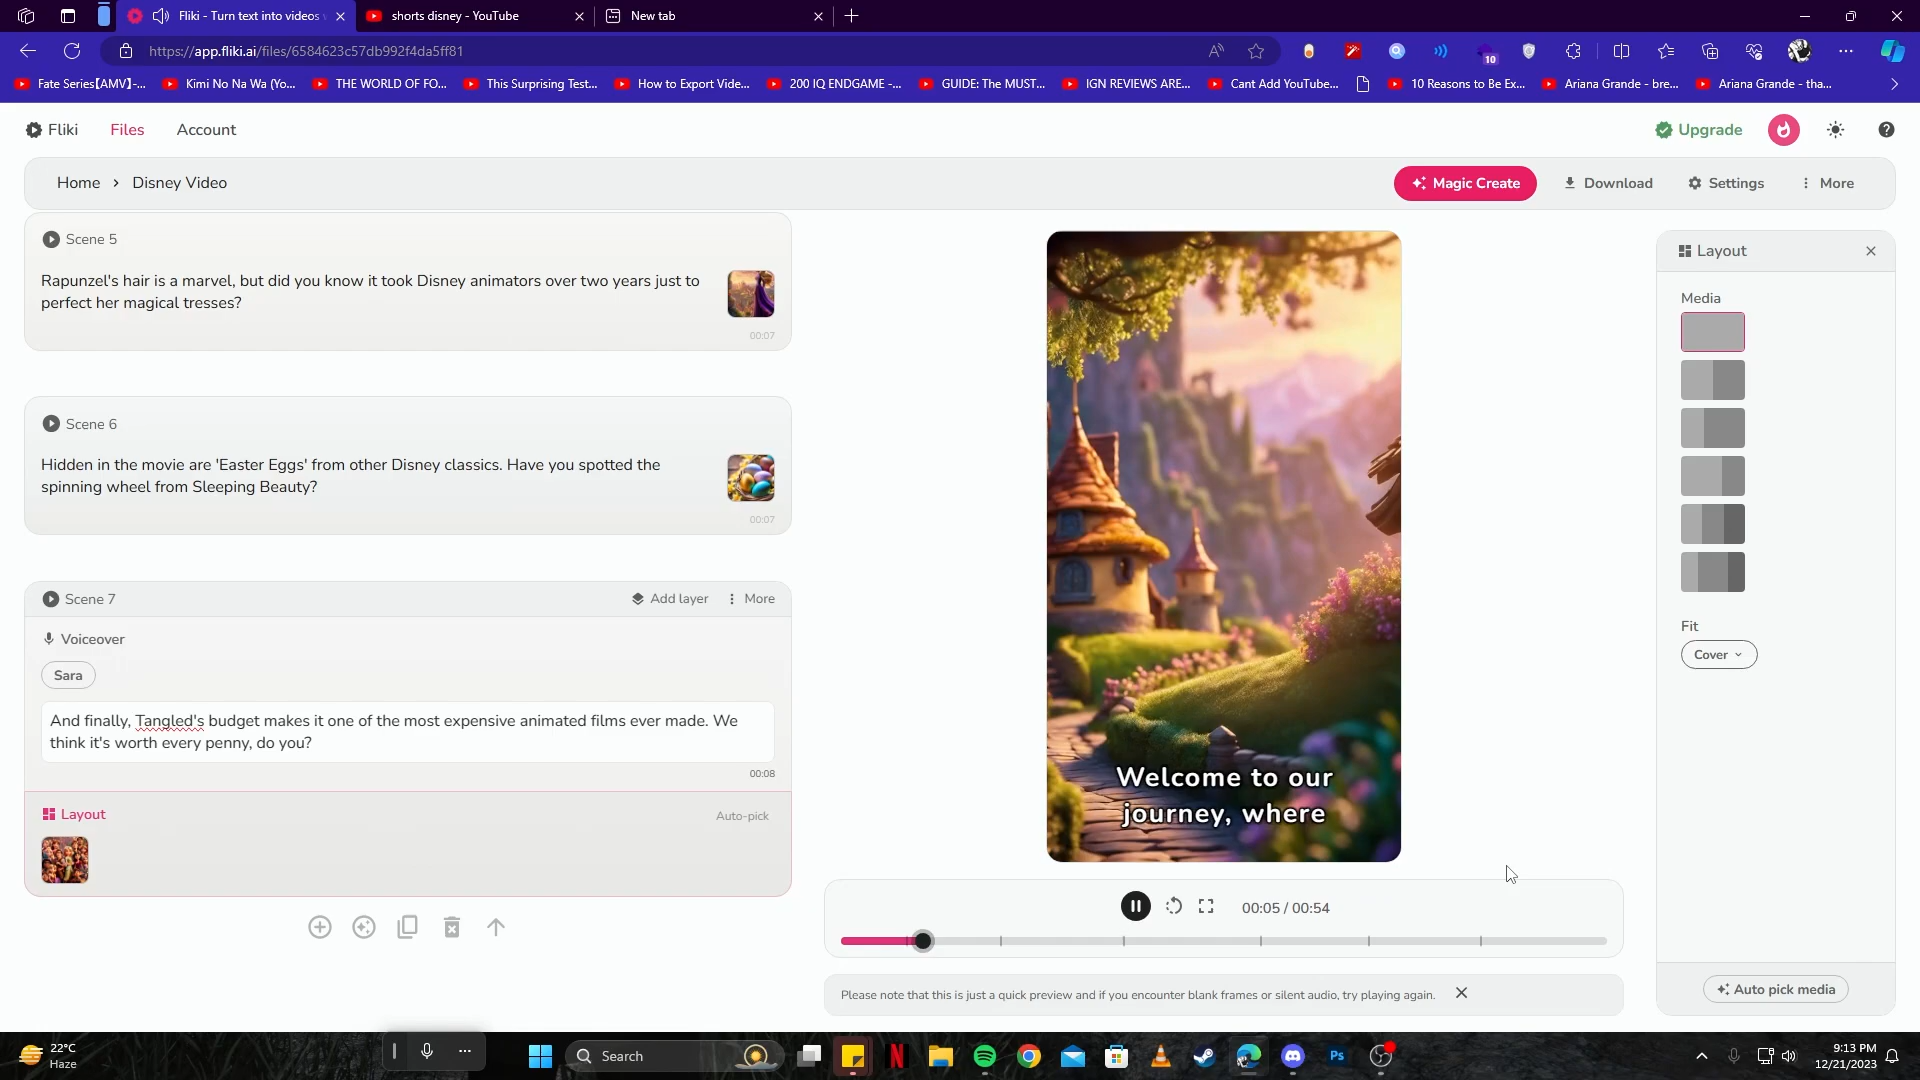 Fliki - Turn text into videos
shorts disney - YouTube
New tab
https://app.fliki.ai/files/6584623c57db992f4da5ff81
10
Fate Series【AMV】-...
Kimi No Na Wa (Yo...
THE WORLD OF FO...
This Surprising Test...
How to Export Vide...
200 IQ ENDGAME -...
GUIDE: The MUST...
IGN REVIEWS ARE...
Cant Add YouTube...
10 Reasons to Be Ex...
Ariana Grande - bre...
Ariana Grande - tha...
Fliki
Files
Account
Upgrade
Home > Disney Video
Magic Create
Download
Settings
More
Scene 5
Rapunzel's hair is a marvel, but did you know it took Disney animators over two years just to
perfect her magical tresses?
00:07
Scene 6
Hidden in the movie are 'Easter Eggs' from other Disney classics. Have you spotted the
spinning wheel from Sleeping Beauty?
00:07
Scene 7
Add layer
More
Voiceover
Sara
And finally, Tangled's budget makes it one of the most expensive animated films ever made. We
think it's worth every penny, do you?
00:08
Layout
Auto-pick
Welcome to our
journey, where
00:05 / 00:54
Please note that this is just a quick preview and if you encounter blank frames or silent audio, try playing again.
Layout
Media
Fit
Cover
Auto pick media
22°C
Haze
Search
Ps
9:13 PM
12/21/2023